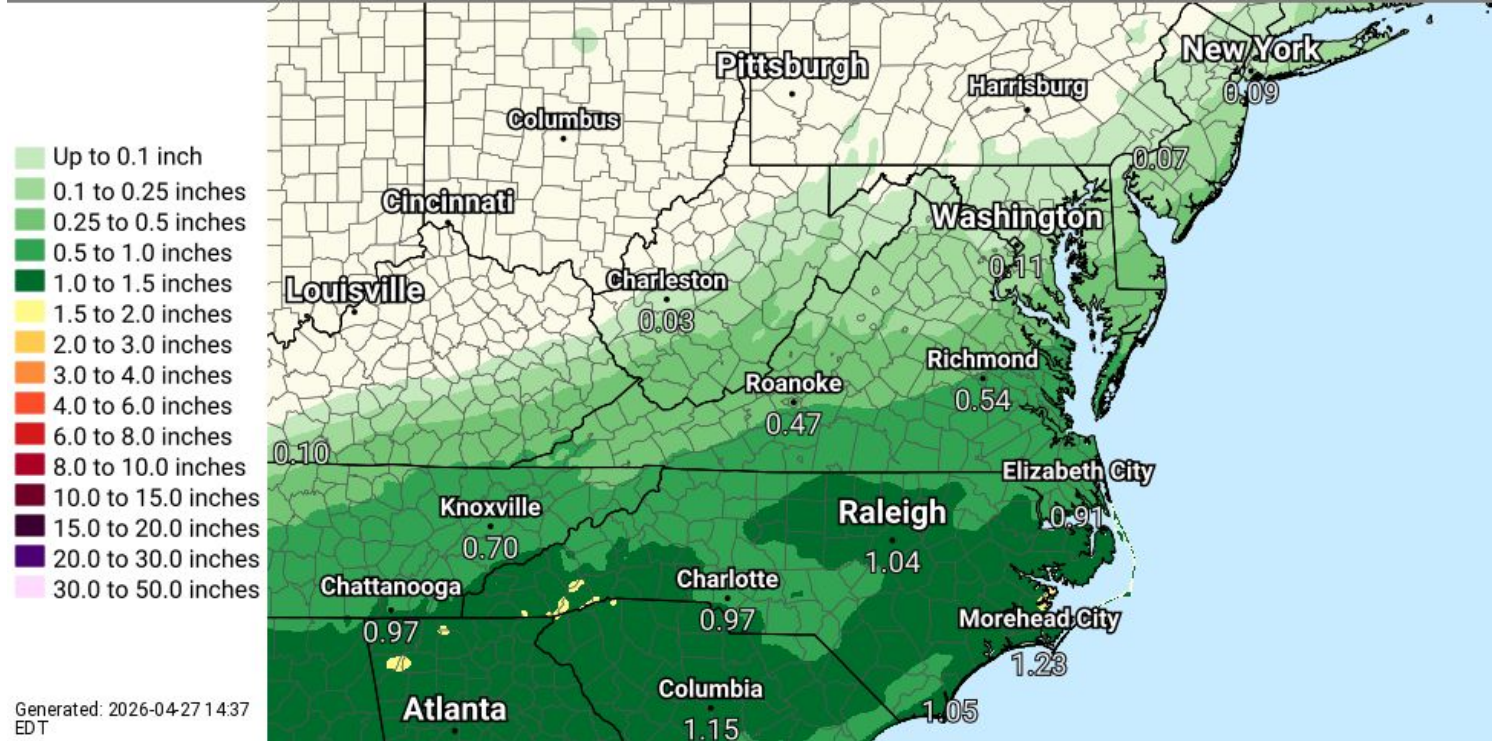 Up to 0.1 inch
0.1 to 0.25 inches
0.25 to 0.5 inches
0.5 to 1.0 inches
1.0 to 1.5 inches
1.5 to 2.0 inches
2.0 to 3.0 inches
3.0 to 4.0 inches
4.0 to 6.0 inches
6.0 to 8.0 inches
8.0 to 10.0 inches
10.0 to 15.0 inches
15.0 to 20.0 inches
20.0 to 30.0 inches
30.0 to 50.0 inches
Generated: 2026-04-27 14:37
EDT
New York
0.09
Pittsburgh
Harrisburg
Columbus
0.07
Cincinnati
Washington
0.11
Charleston
0.03
Louisville
Richmond
0.54
Roanoke
0.47
0.10
Elizabeth City
0.91
Knoxville
0.70
Raleigh
1.04
Chattanooga
0.97
Charlotte
0.97
Morehead City
1.23
Columbia
1.15
Atlanta
1.05